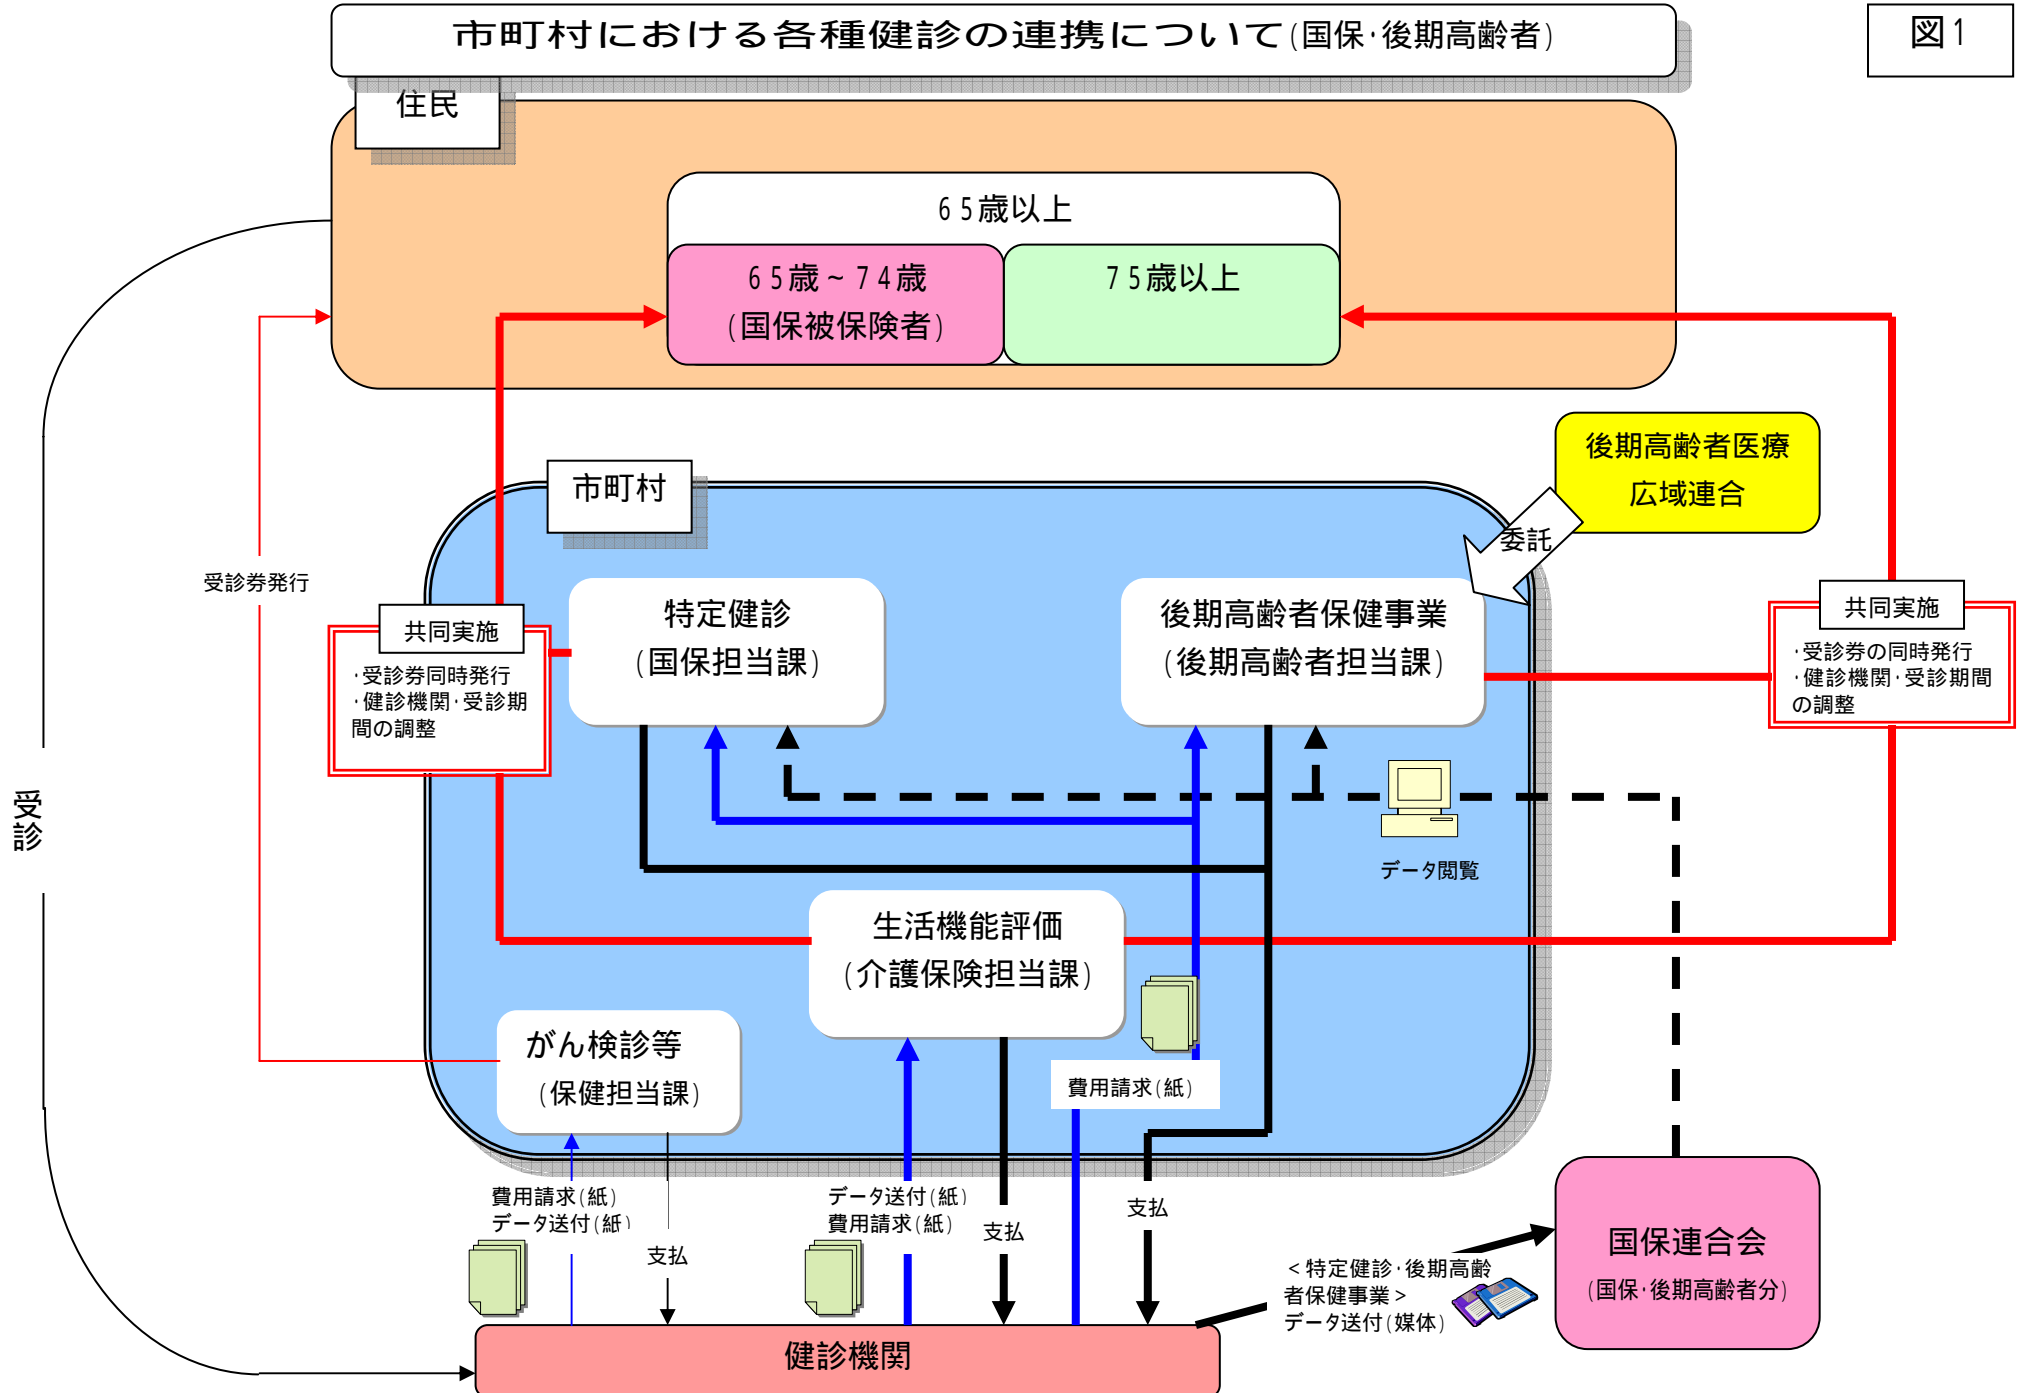 市町村における各種健診の連携について(国保・後期高齢者)
図1
住民
65歳以上
65歳~74歳
(国保被保険者)
75歳以上
後期高齢者医療
広域連合
市町村
委託
受診券発行
特定健診
(国保担当課)
後期高齢者保健事業
(後期高齢者担当課)
共同実施
・受診券同時発行
・健診機関・受診期
間の調整
共同実施
・受診券の同時発行
・健診機関・受診期間
の調整
受診
データ閲覧
生活機能評価
(介護保険担当課)
がん検診等
(保健担当課)
費用請求(紙)
費用請求(紙)
データ送付(紙)
支払
データ送付(紙)
費用請求(紙)
支払
支払
<特定健診・後期高齢
者保健事業>
データ送付(媒体)
国保連合会
(国保・後期高齢者分)
健診機関